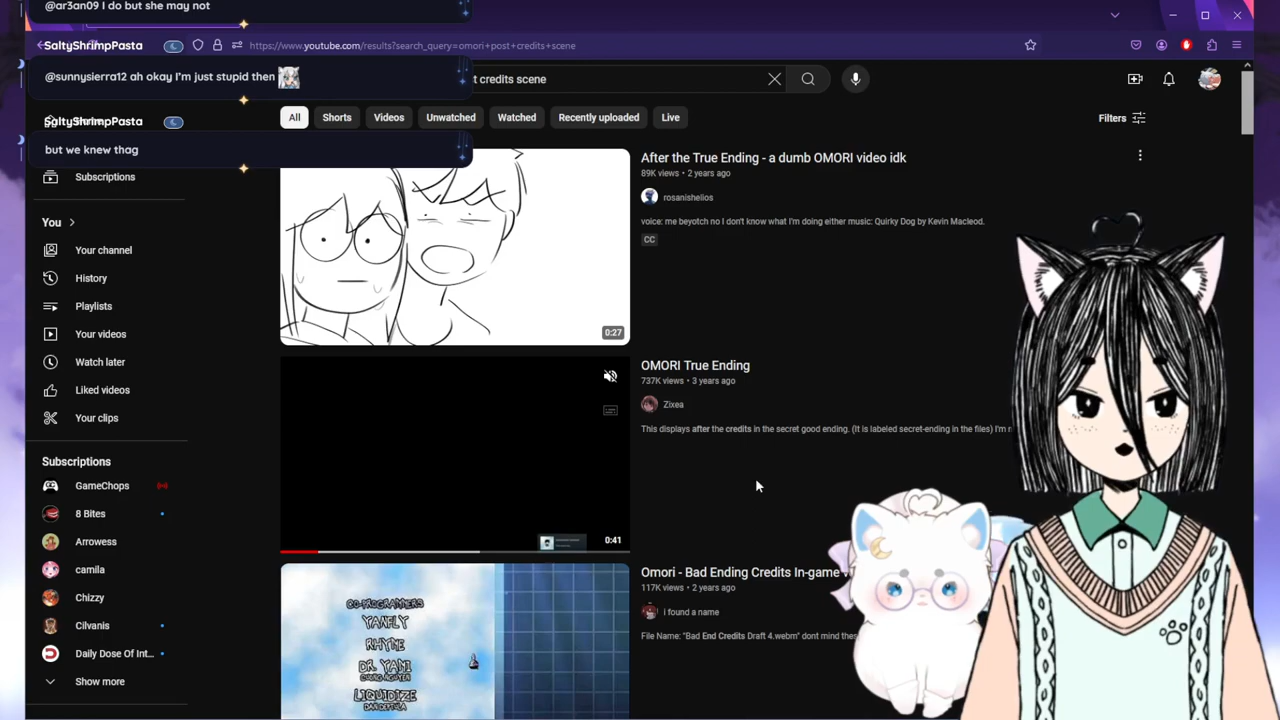 @ar3an09 I do but she may not
SaltyShrimpPasta
https://www.youtube.com/results?search_query=omori+post+credits+scene
@sunnysierra12 ah okay I'm just stupid then
t credits scene
SaltyShrimpPasta
All
Shorts
Videos
Unwatched
Watched
Recently uploaded
Live
Filters
but we knew thag
Subscriptions
You
Your channel
History
Playlists
Your videos
Watch later
Liked videos
Your clips
Subscriptions
GameChops
8 Bites
Arrowess
camila
Chizzy
Cilvanis
Daily Dose Of Int...
Show more
0:27
After the True Ending - a dumb OMORI video idk
89K views • 2 years ago
rosanishelios
voice: me beyotch no I don't know what I'm doing either music: Quirky Dog by Kevin Macleod.
CC
0:41
OMORI True Ending
737K views • 3 years ago
Zixea
This displays after the credits in the secret good ending. (It is labeled secret-ending in the files) I'm
CO-PROGRAMMERS
YANFLY
RHYME
DR. YAMI
LIQUIDIZE
Omori - Bad Ending Credits In-game
117K views • 2 years ago
i found a name
File Name: "Bad End Credits Draft 4.webm" dont mind